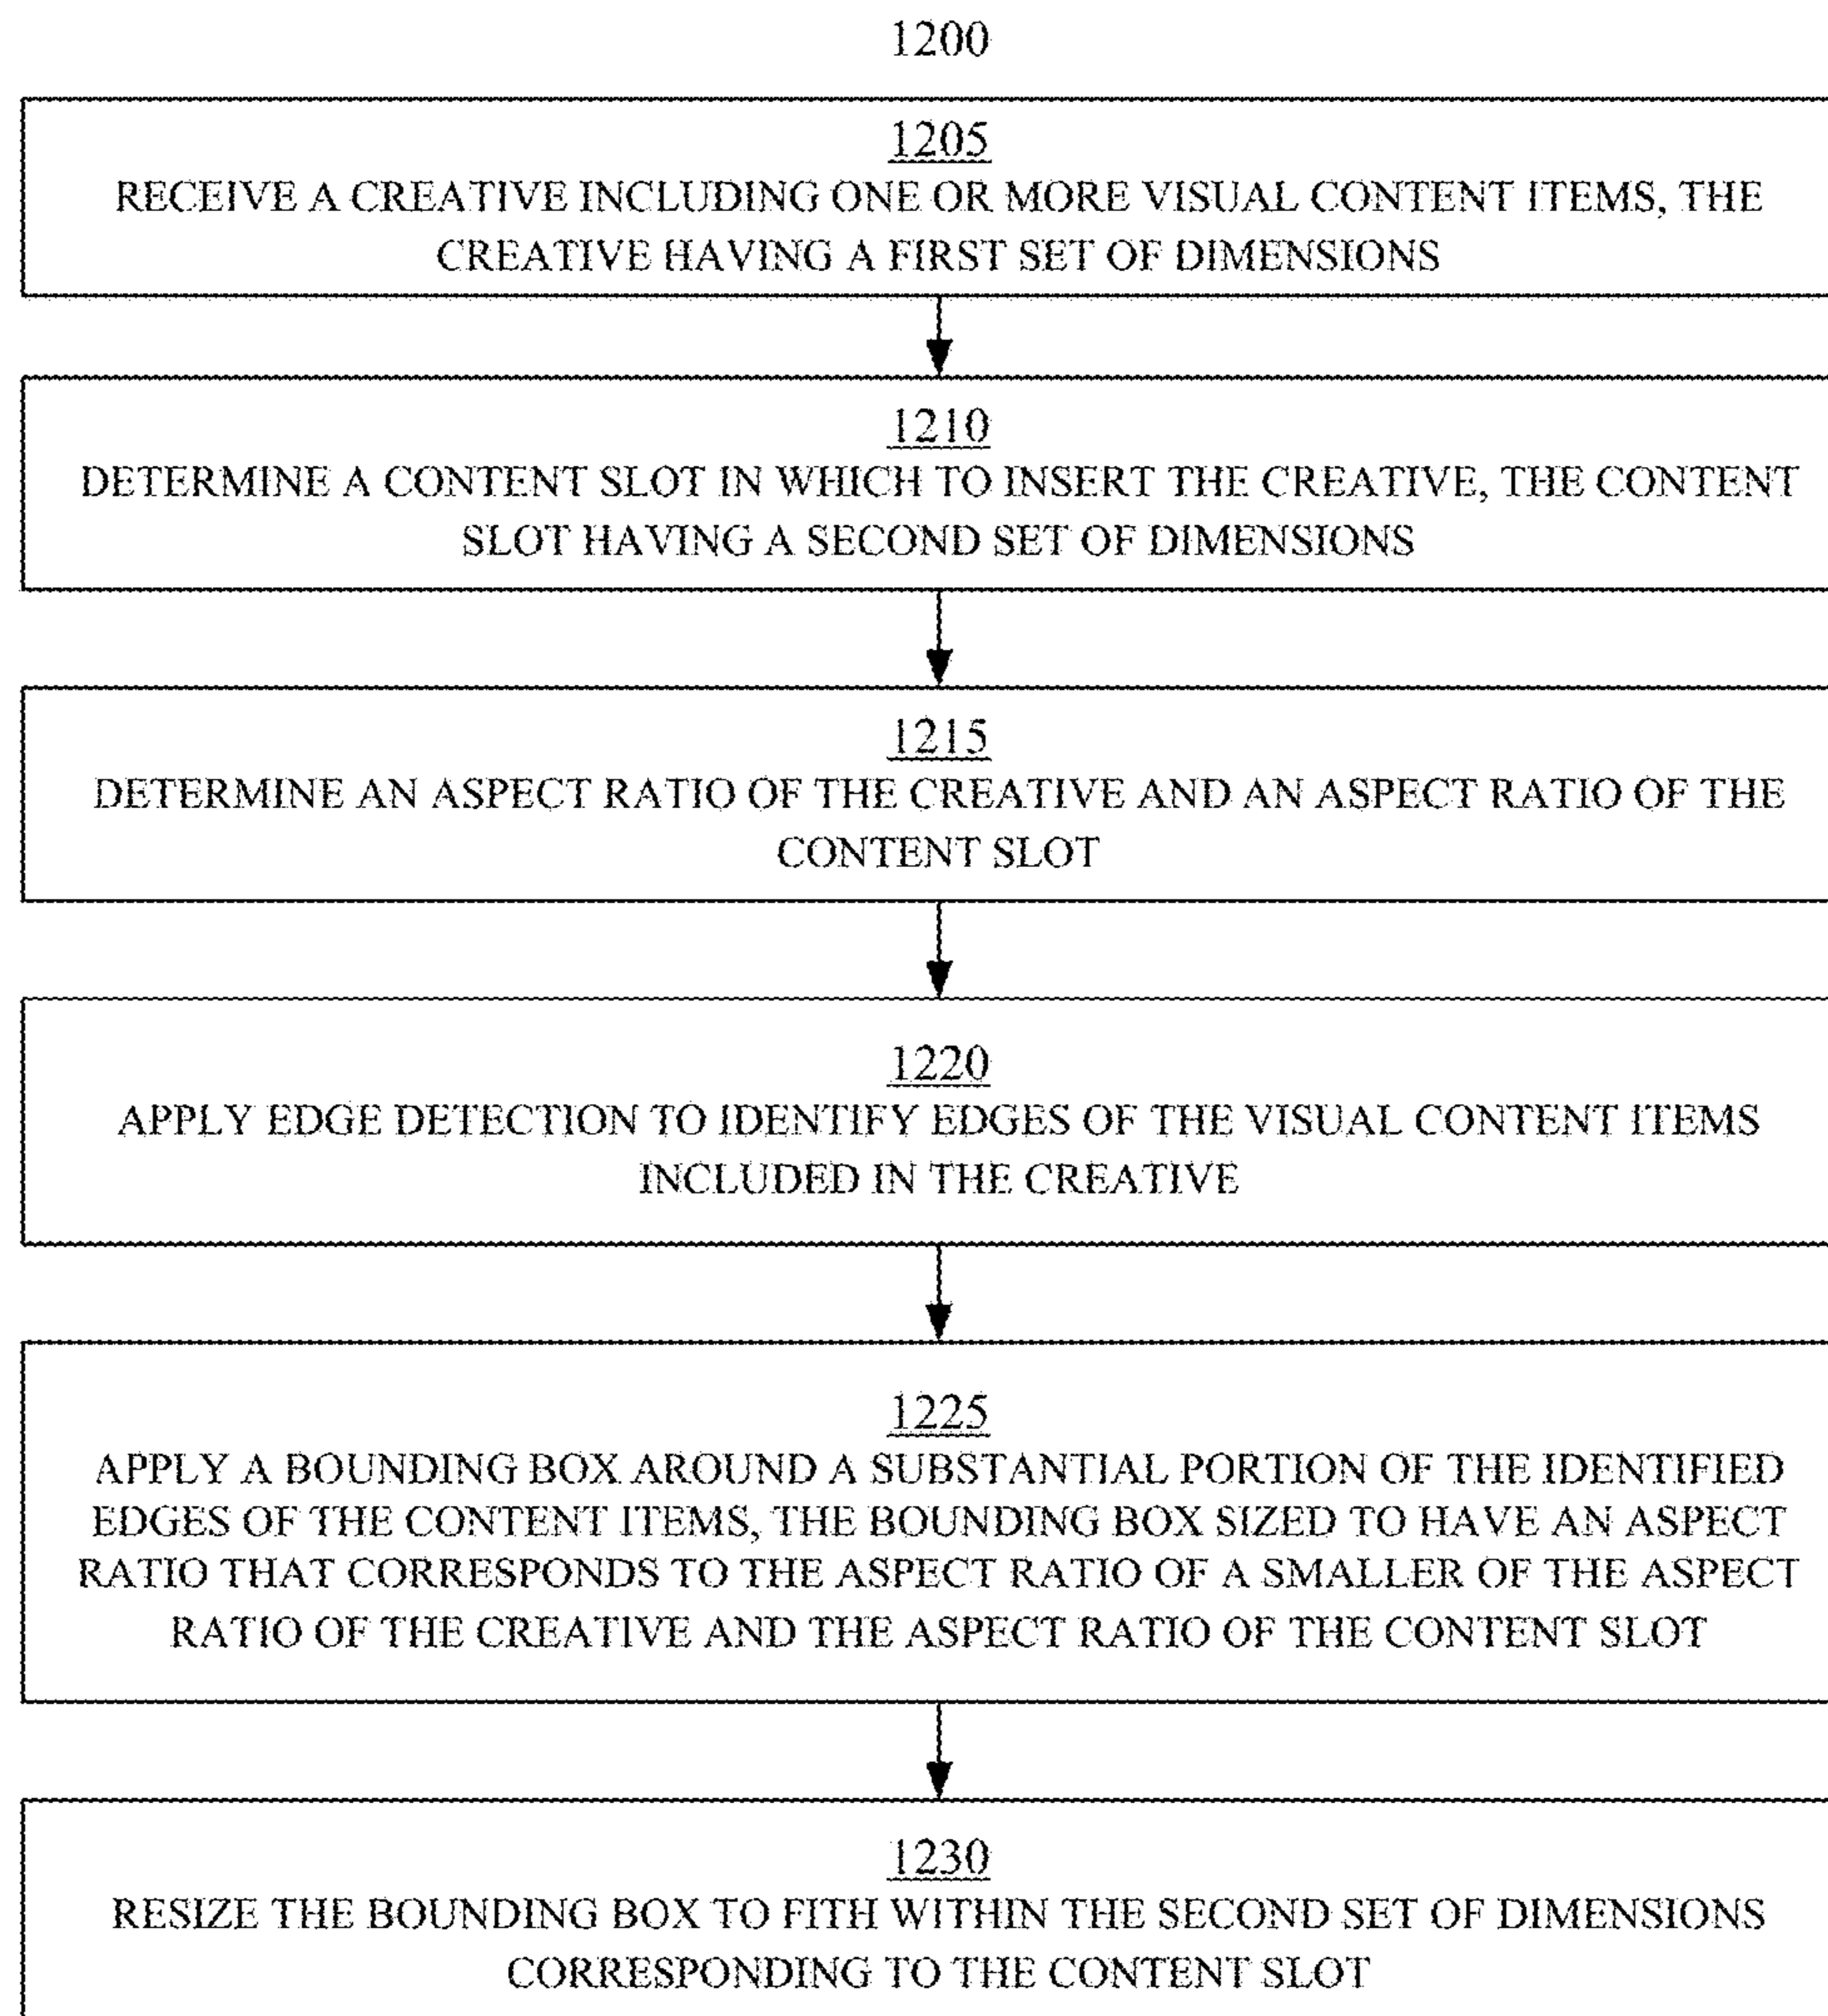 1200
1205
RECEIVE A CREATIVE INCLUDING ONE OR MORE VISUAL CONTENT ITEMS, THE
CREATIVE HAVING A FIRST SET OF DIMENSIONS
1210
DETERMINE A CONTENT SLOT IN WHICH TO INSERT THE CREATIVE, THE CONTENT
SLOT HAVING A SECOND SET OF DIMENSIONS
1215
DETERMINE AN ASPECT RATIO OF THE CREATIVE AND AN ASPECT RATIO OF THE
CONTENT SLOT
1220
APPLY EDGE DETECTION TO IDENTIFY EDGES OF THE VISUAL CONTENT ITEMS
INCLUDED IN THE CREATIVE
1225
APPLY A BOUNDING BOX AROUND A SUBSTANTIAL PORTION OF THE IDENTIFIED
EDGES OF THE CONTENT ITEMS, THE BOUNDING BOX SIZED TO HAVE AN ASPECT
RATIO THAT CORRESPONDS TO THE ASPECT RATIO OF A SMALLER OF THE ASPECT
RATIO OF THE CREATIVE AND THE ASPECT RATIO OF THE CONTENT SLOT
1230
RESIZE THE BOUNDING BOX TO FITH WITHIN THE SECOND SET OF DIMENSIONS
CORRESPONDING TO THE CONTENT SLOT